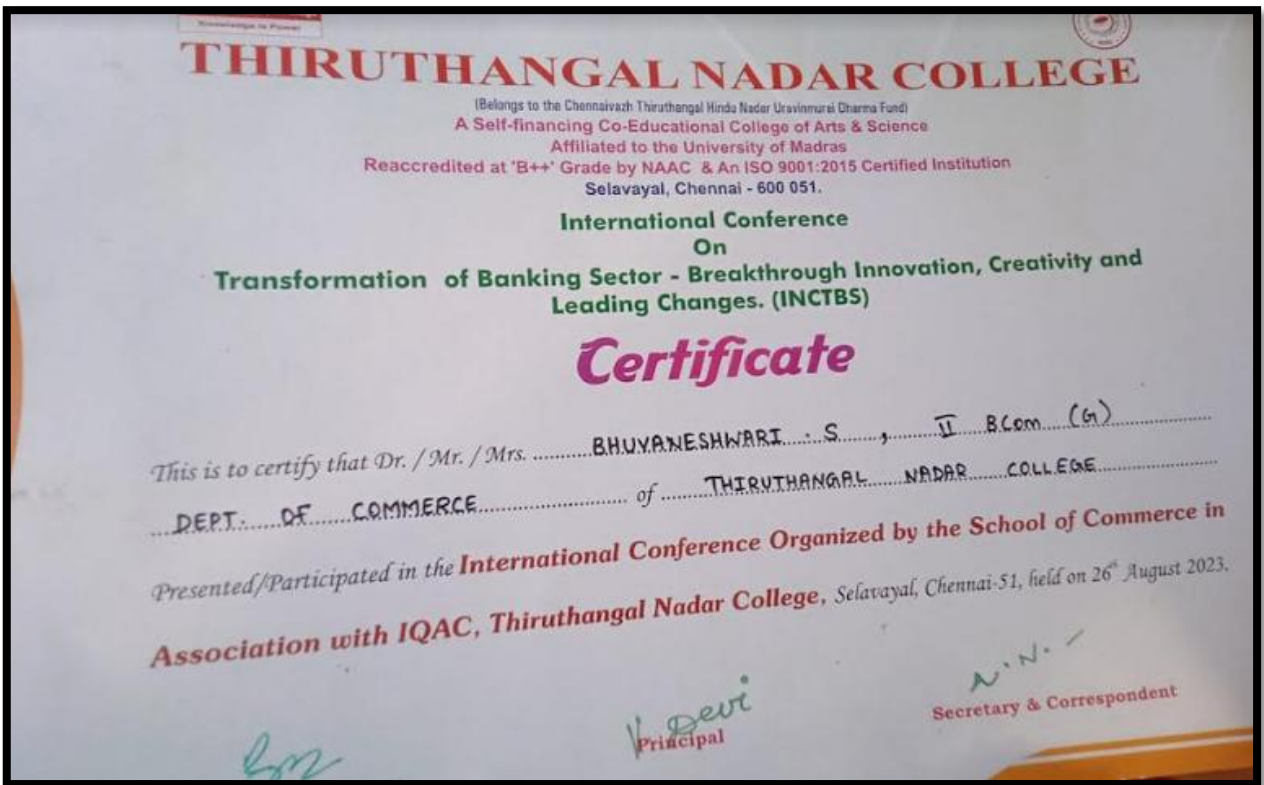 Knowledge is Power
THIRUTHANGAL NADAR COLLEGE
(Belongs to the Chennaivazh Thiruthangal Hindu Nadar Uravinmurai Dharma Fund)
A Self-financing Co-Educational College of Arts & Science
Affiliated to the University of Madras
Reaccredited at 'B++' Grade by NAAC & An ISO 9001:2015 Certified Institution
Selavayal, Chennai - 600 051.
International Conference
On
Transformation of Banking Sector - Breakthrough Innovation, Creativity and
Leading Changes. (INCTBS)
Certificate
This is to certify that Dr. / Mr. / Mrs. BHUVANESHWARI . S , II B.Com (G)
DEPT. OF COMMERCE of THIRUTHANGAL NADAR COLLEGE
Presented/Participated in the International Conference Organized by the School of Commerce in
Association with IQAC, Thiruthangal Nadar College, Selavayal, Chennai-51, held on 26th August 2023.
V. Devi
N.N.
Principal
Secretary & Correspondent